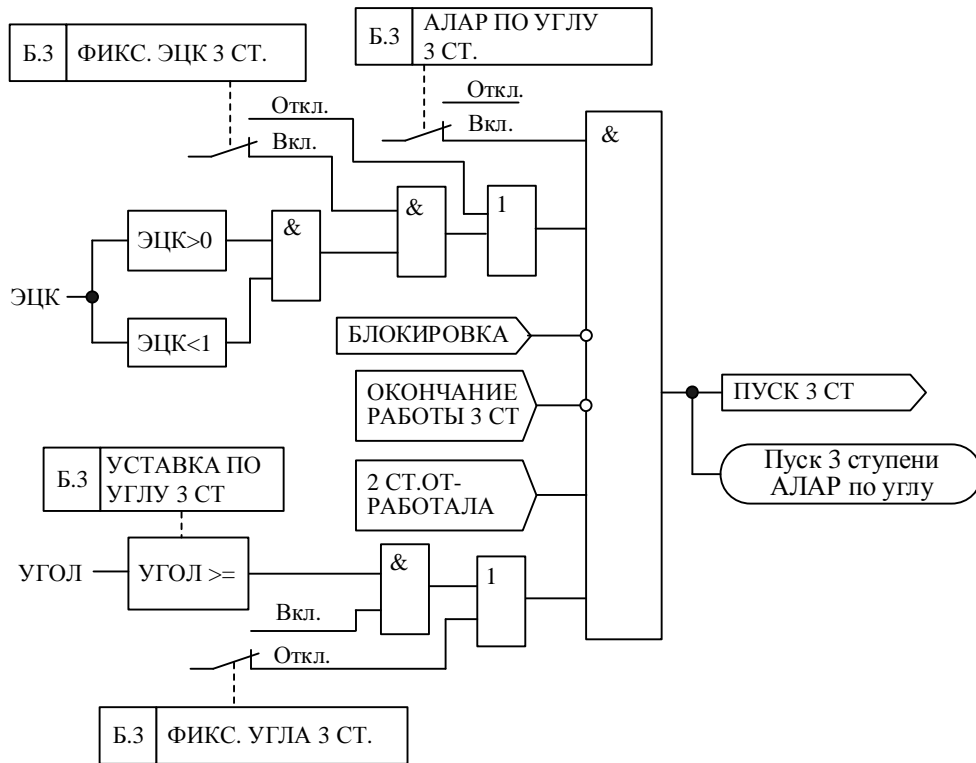 Б.3 ФИКС. ЭЦК 3 СТ.
Б.3 АЛАР ПО УГЛУ
3 СТ.
Откл.
Вкл.
Откл.
Вкл.
&
&
1
&
ЭЦК>0
ЭЦК
ЭЦК<1
БЛОКИРОВКА
ОКОНЧАНИЕ
РАБОТЫ 3 СТ
2 СТ.ОТ-
РАБОТАЛА
ПУСК 3 СТ
Пуск 3 ступени
АЛАР по углу
Б.3 УСТАВКА ПО
УГЛУ 3 СТ
УГОЛ
УГОЛ >=
&
1
Вкл.
Откл.
Б.3 ФИКС. УГЛА 3 СТ.